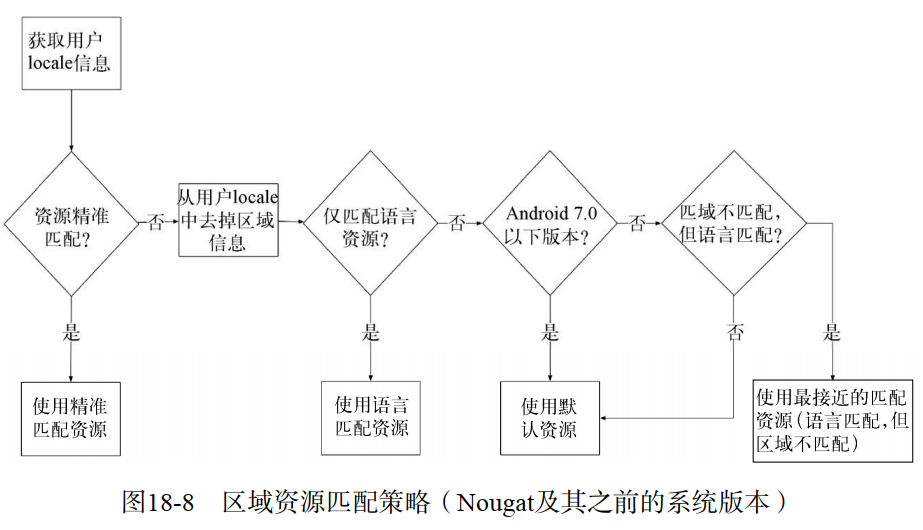 获取用户
locale信息
资源精准
匹配?
否
从用户locale
中去掉区域
信息
仅匹配语言
资源?
否
Android 7.0
以下版本?
否
匹域不匹配，
但语言匹配?
是
是
是
否
是
使用精准
匹配资源
使用语言
匹配资源
使用默
认资源
使用最接近的匹配
资源(语言匹配,但
区域不匹配)
图18-8 区域资源匹配策略（Nougat及其之前的系统版本）